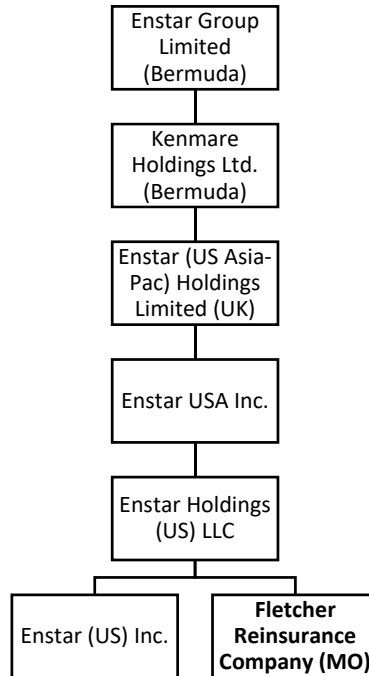 Enstar Group
Limited
(Bermuda)
Kenmare
Holdings Ltd.
(Bermuda)
Enstar (US Asia-
Pac) Holdings
Limited (UK)
Enstar USA Inc.
Enstar Holdings
(US) LLC
Enstar (US) Inc.
Fletcher
Reinsurance
Company (MO)